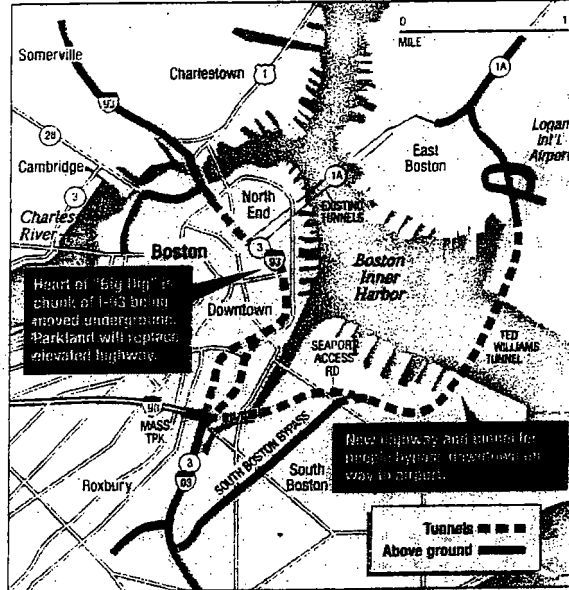 0 1
MILE
Somerville
Charlestown
1
1A
93
28
Logan
Int'l
Airport
East
Boston
Cambridge
3
North
End
1A
EXISTING
TUNNELS
Charles
River
Boston
3
93
Boston
Inner
Harbor
Heart of "Big Dig" is
chunk of I-93 being
moved underground.
Parkland will replace
elevated highway.
Downtown
SEAPORT
ACCESS
RD
TED
WILLIAMS
TUNNEL
90
MASS
TPK.
New highway and tunnel let
people bypass downtown on
way to airport.
3
93
SOUTH BOSTON BYPASS
South
Boston
Roxbury
Tunnels
Above ground